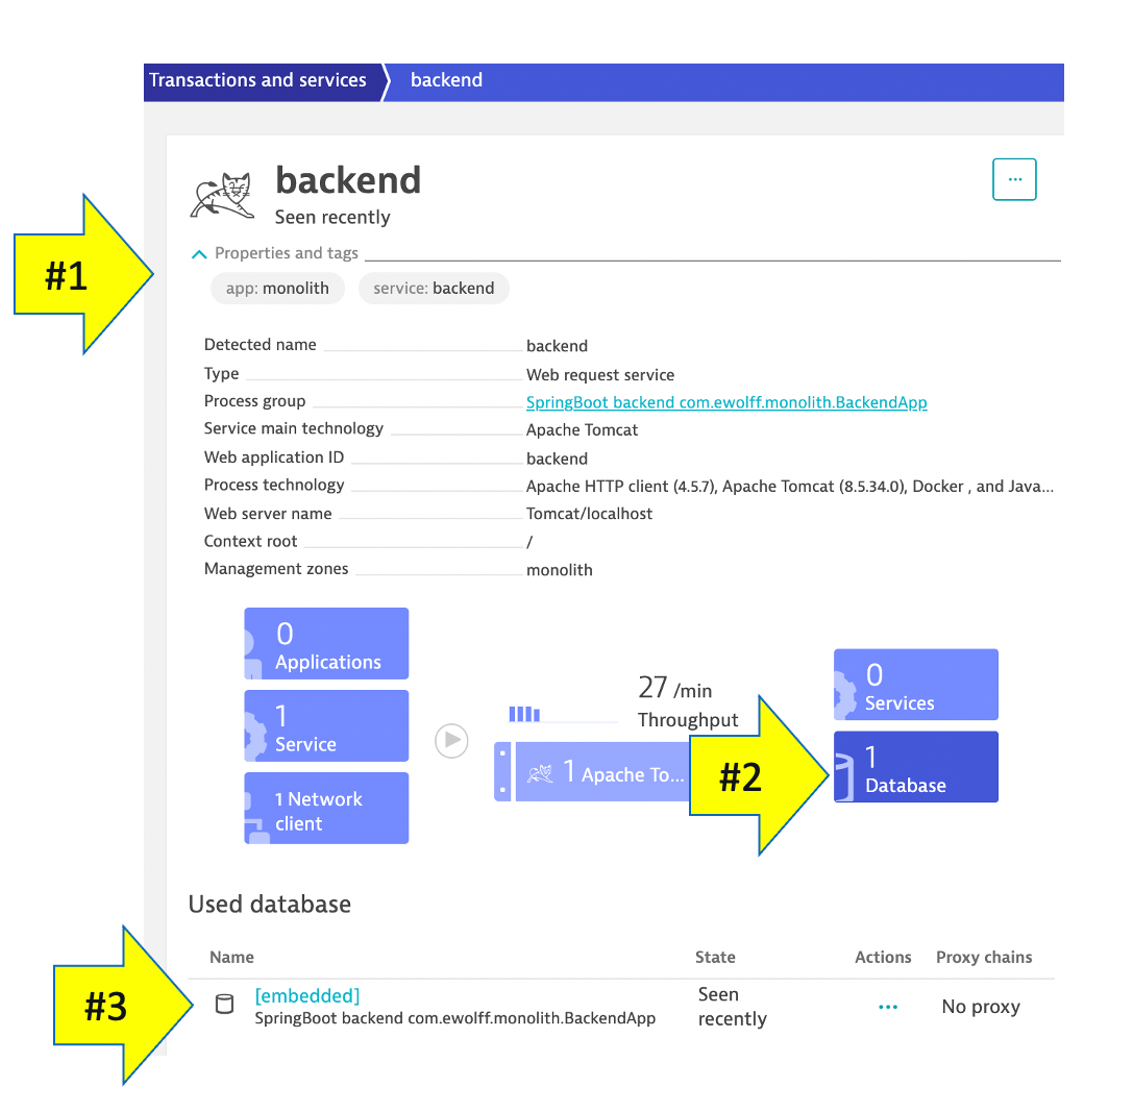 Transactions and services
backend
backend
...
Seen recently
#1
Properties and tags
app: monolith
service: backend
Detected name backend
Type Web request service
Process group SpringBoot backend com.ewolff.monolith.BackendApp
Service main technology Apache Tomcat
Web application ID backend
Process technology Apache HTTP client (4.5.7), Apache Tomcat (8.5.34.0), Docker , and Java...
Web server name Tomcat/localhost
Context root /
Management zones monolith
0
Applications
1
Service
1 Network
client
27 /min
Throughput
1 Apache To...
#2
0
Services
1
Database
Used database
Name State Actions Proxy chains
#3
[embedded]
SpringBoot backend com.ewolff.monolith.BackendApp
Seen
recently
...
No proxy